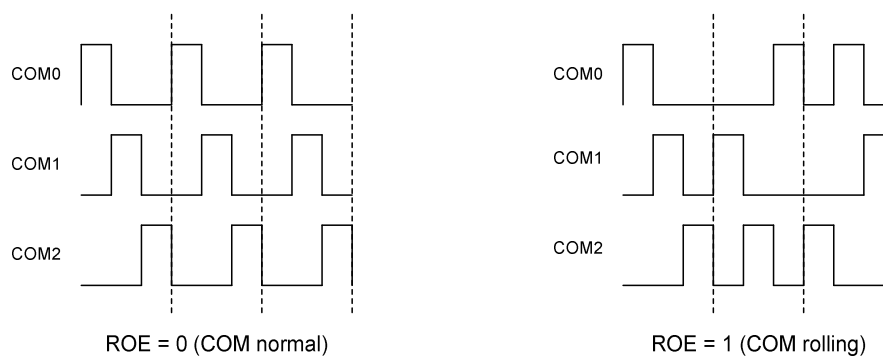 COM0
COM1
COM2
ROE = 0 (COM normal)
COM0
COM1
COM2
ROE = 1 (COM rolling)